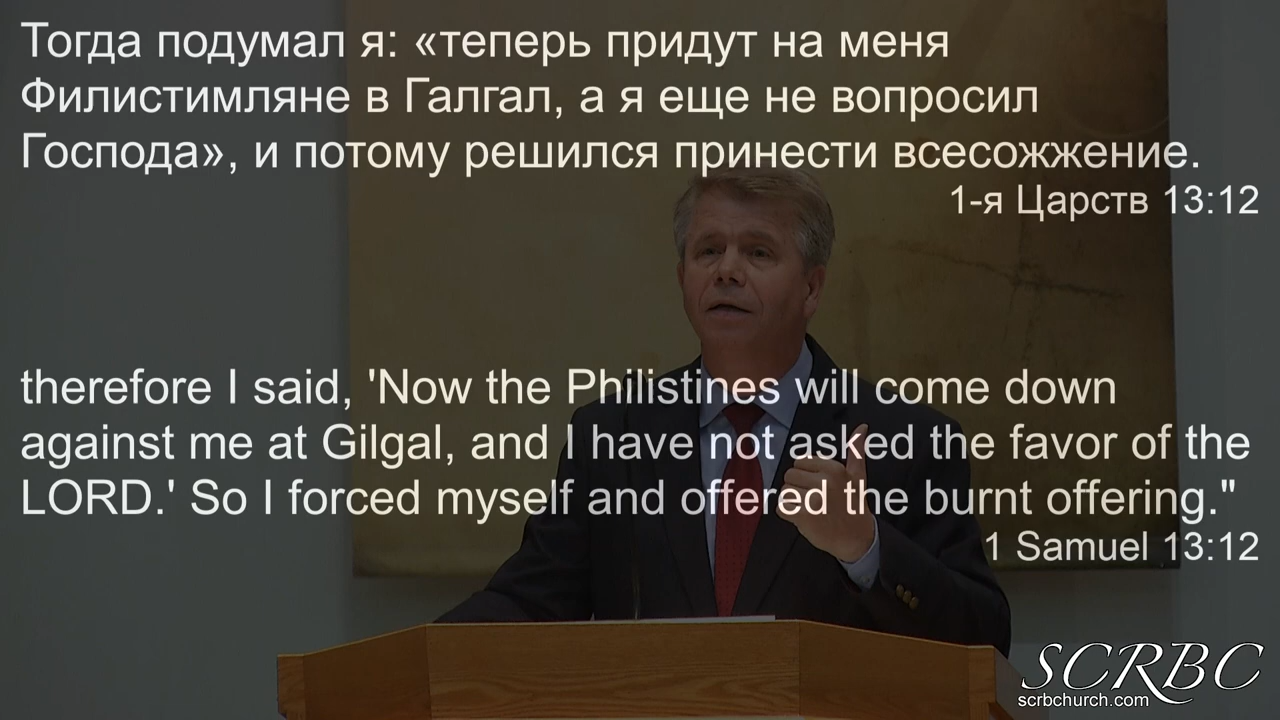 Тогда подумал я: «теперь придут на меня
Филистимляне в Галгал, а я еще не вопросил
Господа», и потому решился принести всесожжение.
1-я Царств 13:12
therefore I said, 'Now the Philistines will come down
against me at Gilgal, and I have not asked the favor of the
LORD.' So I forced myself and offered the burnt offering."
1 Samuel 13:12
SCRBC
scrbchurch.com